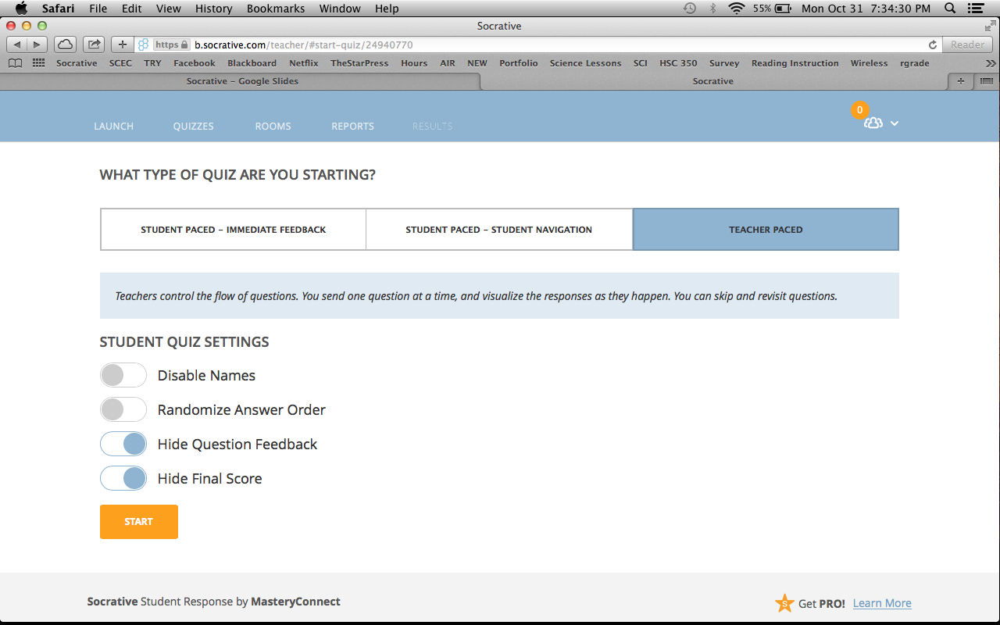 Safari File Edit View History Bookmarks Window Help 55% Mon Oct 31 7:34:30 PM
Socrative
https b.socrative.com/teacher/#start-quiz/24940770 Reader
Socrative SCEC TRY Facebook Blackboard Netflix TheStarPress Hours AIR NEW Portfolio Science Lessons SCI HSC 350 Survey Reading Instruction Wireless rgrade
Socrative – Google Slides Socrative
0
LAUNCH QUIZZES ROOMS REPORTS RESULTS
WHAT TYPE OF QUIZ ARE YOU STARTING?
STUDENT PACED – IMMEDIATE FEEDBACK STUDENT PACED – STUDENT NAVIGATION TEACHER PACED
Teachers control the flow of questions. You send one question at a time, and visualize the responses as they happen. You can skip and revisit questions.
STUDENT QUIZ SETTINGS
Disable Names
Randomize Answer Order
Hide Question Feedback
Hide Final Score
START
Socrative Student Response by MasteryConnect S Get PRO! Learn More